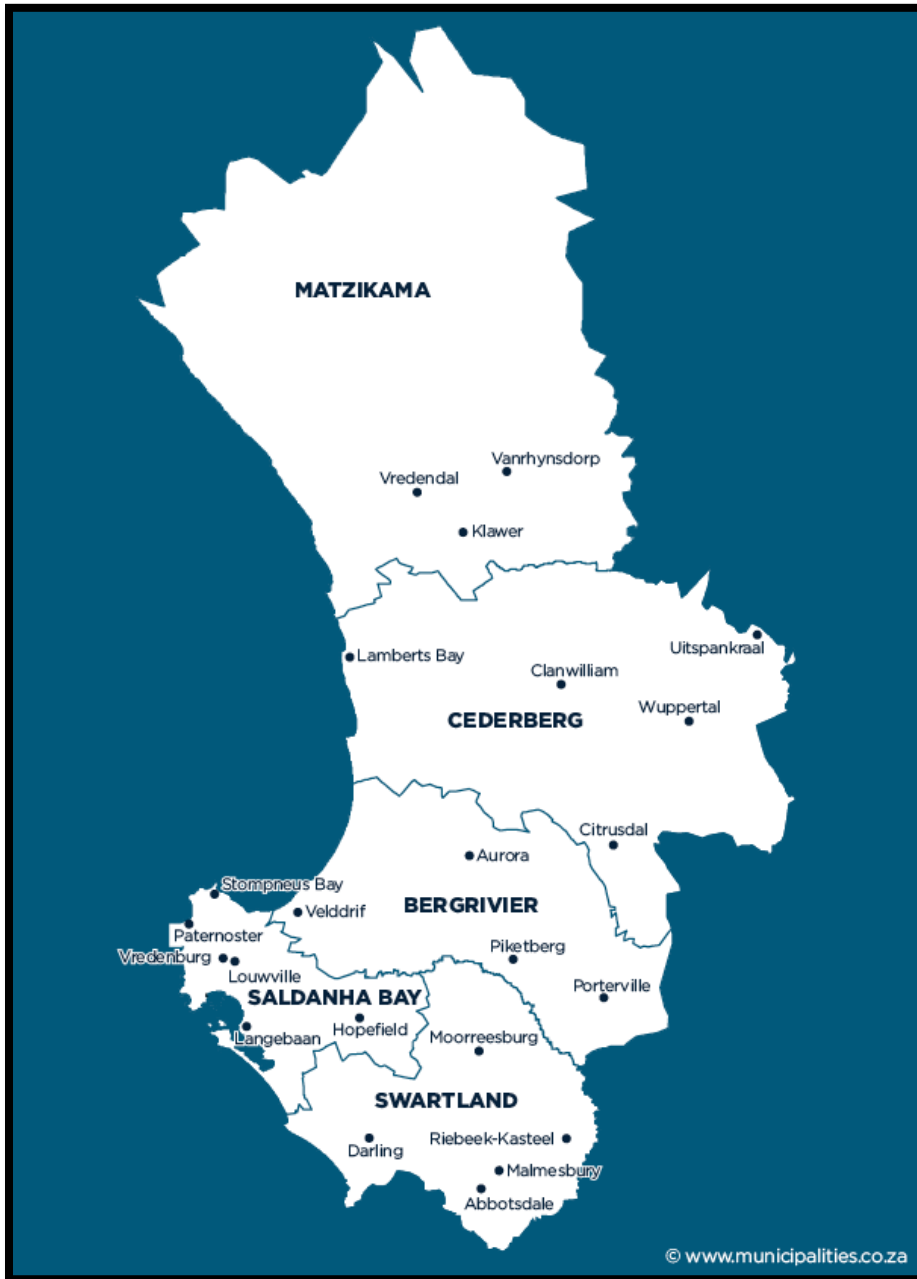 MATZIKAMA
Vanrhynsdorp
Vredendal
Klawer
Uitspankraal
Lamberts Bay
Clanwilliam
Wuppertal
CEDERBERG
Citrusdal
Aurora
Stompneus Bay
BERGRIVIER
Velddrif
Paternoster
Piketberg
Vredenburg
Louwville
Porterville
SALDANHA BAY
Hopefield
Langebaan
Moorreesburg
SWARTLAND
Riebeek-Kasteel
Darling
Malmesbury
Abbotsdale
© www.municipalities.co.za